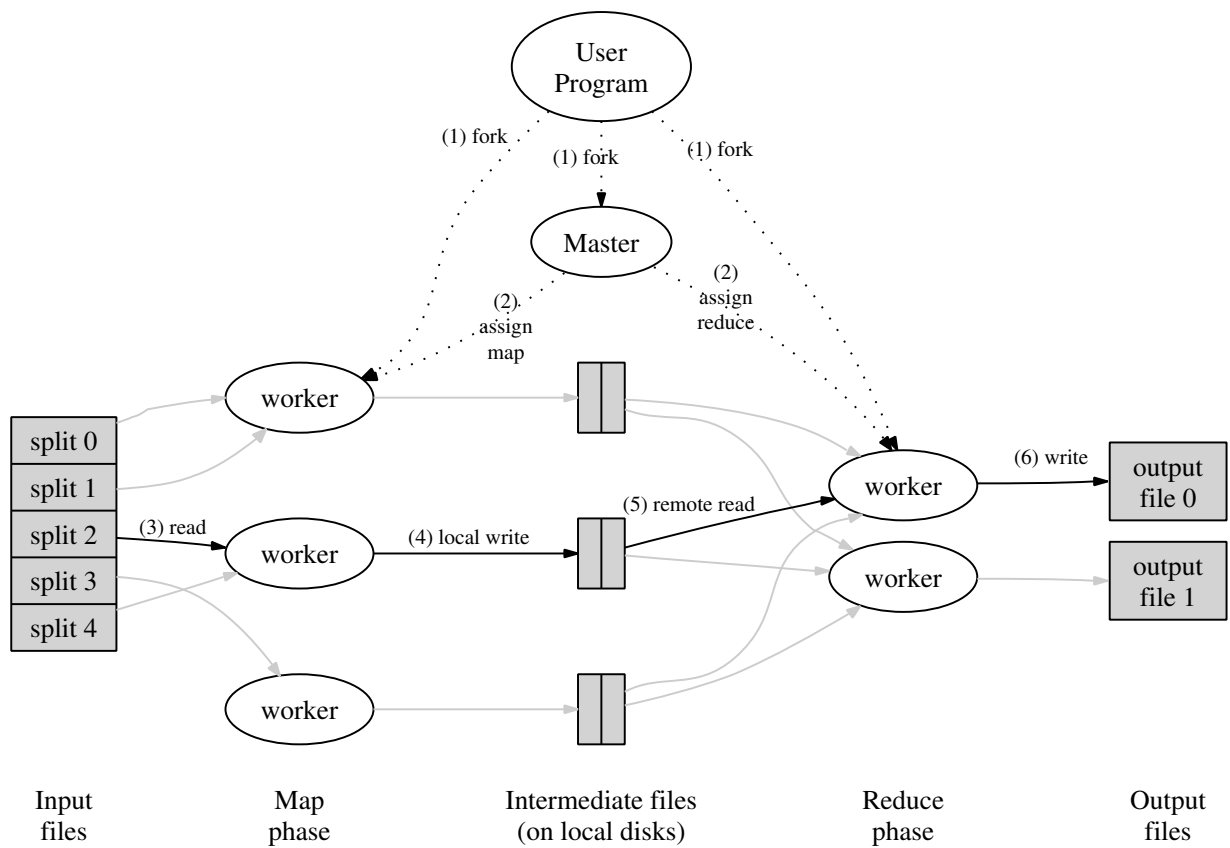 User
Program
(1) fork
(1) fork
(1) fork
Master
(2)
assign
map
(2)
assign
reduce
worker
split 0
split 1
split 2
split 3
split 4
(3) read
worker
(4) local write
(5) remote read
worker
(6) write
output
file 0
worker
output
file 1
worker
Input
files
Map
phase
Intermediate files
(on local disks)
Reduce
phase
Output
files